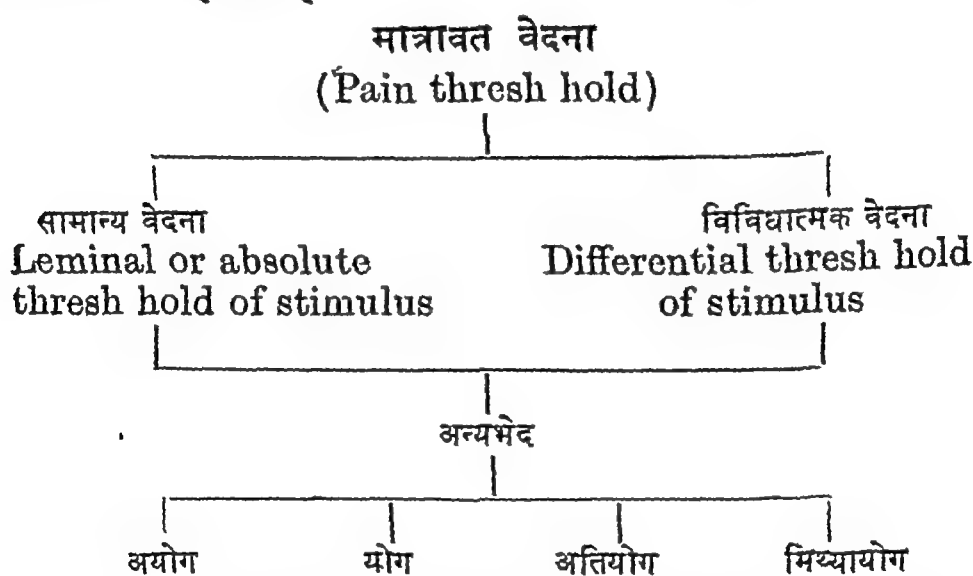 मात्रावत वेदना
(Pain thresh hold)
सामान्य वेदना
Leminal or absolute
thresh hold of stimulus
विविधात्मक वेदना
Differential thresh hold
of stimulus
अन्यभेद
अयोग योग अतियोग मिथ्यायोग